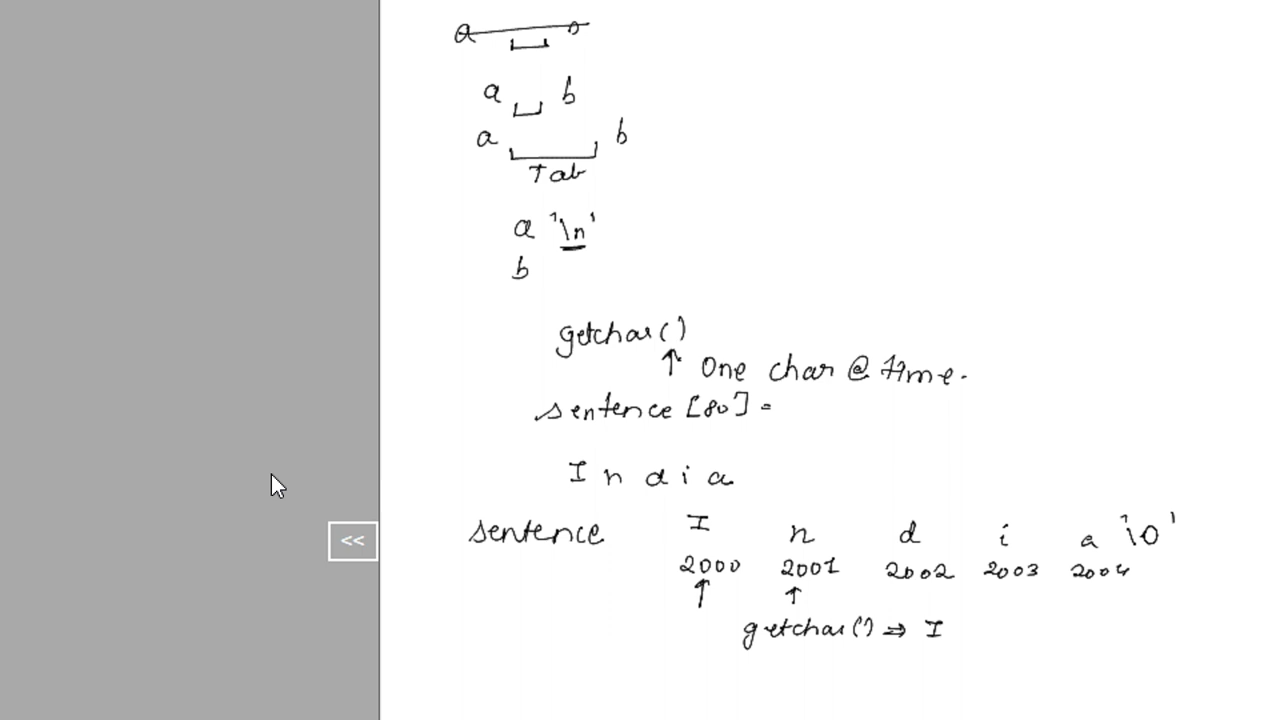 a b
a b
a b
Tab
a '\n'
b
getchar()
↑ One char @ time.
sentence [80] =
I n d i a
sentence I n d i a '\0'
2000 2001 2002 2003 2004
↑ ↑
getchar() ⇒ I
<<